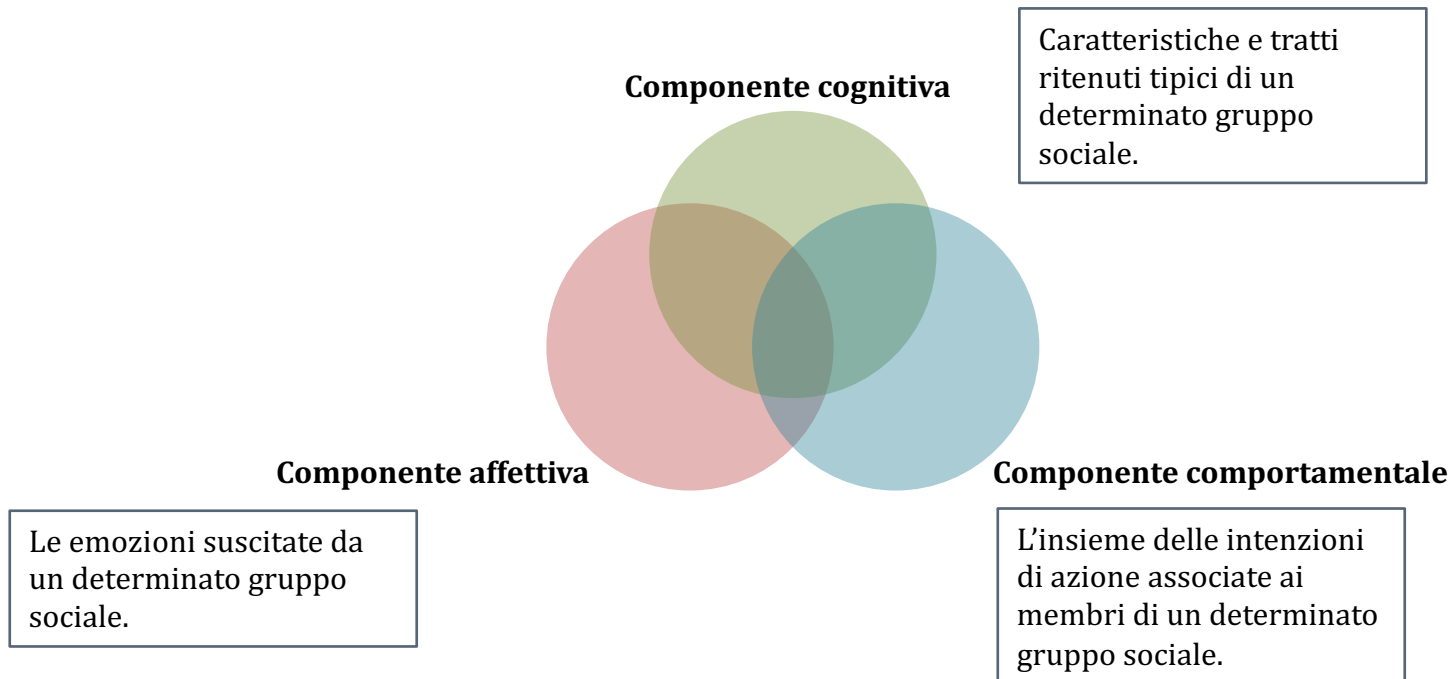 Componente cognitiva
Caratteristiche e tratti
ritenuti tipici di un
determinato gruppo
sociale.
Componente affettiva
Le emozioni suscitate da
un determinato gruppo
sociale.
Componente comportamentale
L’insieme delle intenzioni
di azione associate ai
membri di un determinato
gruppo sociale.